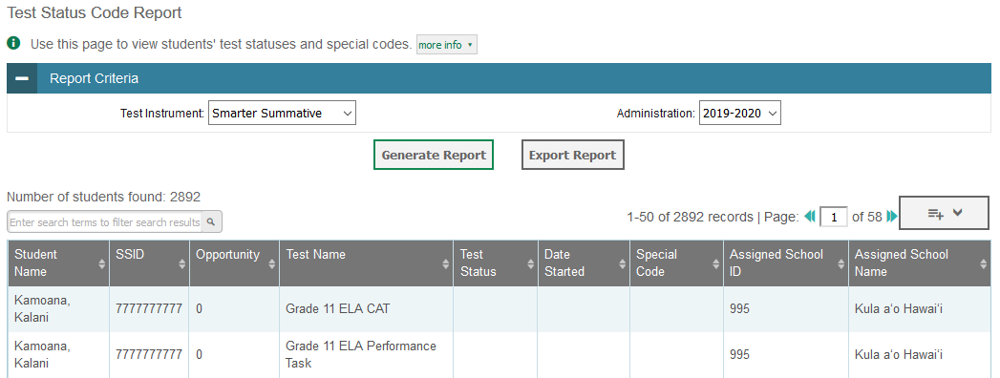 Test Status Code Report
Use this page to view students' test statuses and special codes. more info
Report Criteria
Test Instrument: Smarter Summative Administration: 2019-2020
Generate Report Export Report
Number of students found: 2892
Enter search terms to filter search results
1-50 of 2892 records | Page: 1 of 58
Student Name SSID Opportunity Test Name Test Status Date Started Special Code Assigned School ID Assigned School Name
Kamoana, Kalani 7777777777 0 Grade 11 ELA CAT 995 Kula aʻo Hawaiʻi
Kamoana, Kalani 7777777777 0 Grade 11 ELA Performance Task 995 Kula aʻo Hawaiʻi